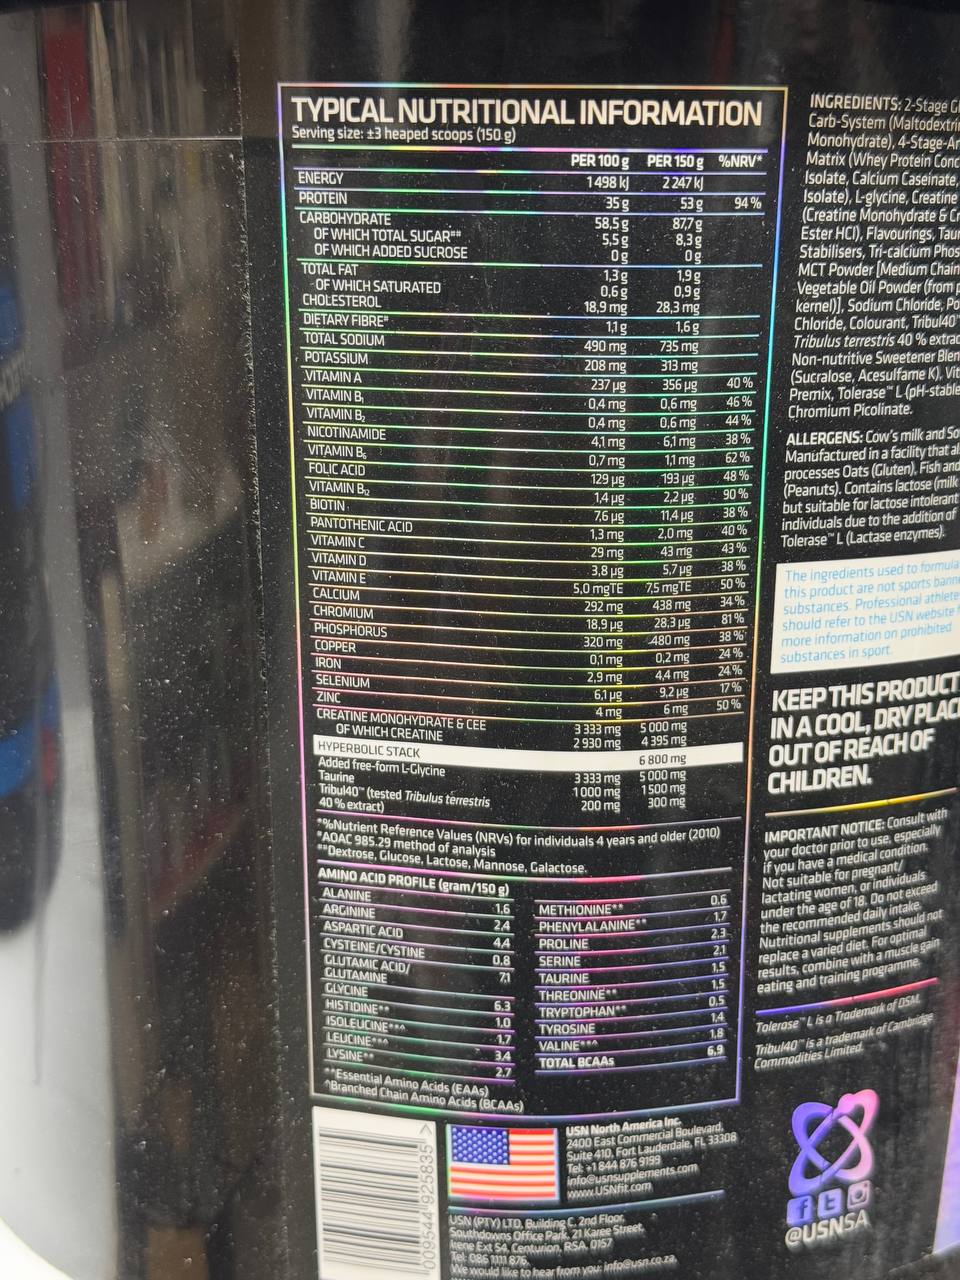 TYPICAL NUTRITIONAL INFORMATION
Serving size: ±3 heaped scoops (150 g)
PER 100 g PER 150 g %NRV*
ENERGY 1 498 kJ 2 247 kJ
PROTEIN 35 g 53 g 94 %
CARBOHYDRATE 58,5 g 87,7 g
OF WHICH TOTAL SUGAR## 5,5 g 8,3 g
OF WHICH ADDED SUCROSE 0 g 0 g
TOTAL FAT 1,3 g 1,9 g
-OF WHICH SATURATED 0,6 g 0,9 g
CHOLESTEROL 18,9 mg 28,3 mg
DIETARY FIBRE# 1,1 g 1,6 g
TOTAL SODIUM 490 mg 735 mg
POTASSIUM 208 mg 313 mg
VITAMIN A 237 µg 356 µg 40 %
VITAMIN B₁ 0,4 mg 0,6 mg 46 %
VITAMIN B₂ 0,4 mg 0,6 mg 44 %
NICOTINAMIDE 4,1 mg 6,1 mg 38 %
VITAMIN B₆ 0,7 mg 1,1 mg 62 %
FOLIC ACID 129 µg 193 µg 48 %
VITAMIN B₁₂ 1,4 µg 2,2 µg 90 %
BIOTIN 7,6 µg 11,4 µg 38 %
PANTOTHENIC ACID 1,3 mg 2,0 mg 40 %
VITAMIN C 29 mg 43 mg 43 %
VITAMIN D 3,8 µg 5,7 µg 38 %
VITAMIN E 5,0 mgTE 7,5 mgTE 50 %
CALCIUM 292 mg 438 mg 34 %
CHROMIUM 18,9 µg 28,3 µg 81 %
PHOSPHORUS 320 mg 480 mg 38 %
COPPER 0,1 mg 0,2 mg 24 %
IRON 2,9 mg 4,4 mg 24 %
SELENIUM 6,1 µg 9,2 µg 17 %
ZINC 4 mg 6 mg 50 %
CREATINE MONOHYDRATE & CEE 3 333 mg 5 000 mg
OF WHICH CREATINE 2 930 mg 4 395 mg
HYPERBOLIC STACK 6 800 mg
Added free-form L-Glycine 3 333 mg 5 000 mg
Taurine 1 000 mg 1 500 mg
Tribul40™ (tested Tribulus terrestris 200 mg 300 mg
40 % extract)
*%Nutrient Reference Values (NRVs) for individuals 4 years and older (2010)
#AOAC 985.29 method of analysis
##Dextrose, Glucose, Lactose, Mannose, Galactose.
AMINO ACID PROFILE (gram/150 g)
ALANINE 1,6
ARGININE 2,4
ASPARTIC ACID 4,4
CYSTEINE/CYSTINE 0,8
GLUTAMIC ACID/
GLUTAMINE 7,1
GLYCINE 6,3
HISTIDINE** 1,0
ISOLEUCINE**^ 1,7
LEUCINE**^ 3,4
LYSINE** 2,7
METHIONINE** 0,6
PHENYLALANINE** 1,7
PROLINE 2,3
SERINE 2,1
TAURINE 1,5
THREONINE** 1,5
TRYPTOPHAN** 0,5
TYROSINE 1,4
VALINE**^ 1,8
TOTAL BCAAs 6,9
**Essential Amino Acids (EAAs)
^Branched Chain Amino Acids (BCAAs)
009544 925835 >
USN North America Inc.
2400 East Commercial Boulevard,
Suite 410, Fort Lauderdale, FL 33308
Tel: +1 844 876 9199
info@usnsupplements.com
www.USNfit.com
USN (PTY) LTD, Building C, 2nd Floor,
Southdowns Office Park, 21 Karee Street,
Irene Ext 54, Centurion, RSA, 0157
Tel: 086 1111 876,
We would like to hear from you: info@usn.co.za.
INGREDIENTS: 2-Stage
Carb-System (Maltodextrin
Monohydrate), 4-Stage
Matrix (Whey Protein
Isolate, Calcium Caseinate,
Isolate), L-glycine, Creatine
(Creatine Monohydrate &
Ester HCl), Flavourings,
Stabilisers, Tri-calcium
MCT Powder [Medium Chain
Vegetable Oil Powder (from
kernel)], Sodium Chloride,
Chloride, Colourant, Tribul40™
Tribulus terrestris 40 %
Non-nutritive Sweetener
(Sucralose, Acesulfame K),
Premix, Tolerase™ L (pH-stable
Chromium Picolinate.
ALLERGENS: Cow's milk and
Manufactured in a facility that
processes Oats (Gluten), Fish and
(Peanuts). Contains lactose (milk
but suitable for lactose intolerant
individuals due to the addition of
Tolerase™ L (Lactase enzymes).
The ingredients used to
this product are not sports
substances. Professional
should refer to the USN website
more information on prohibited
substances in sport.
KEEP THIS PRODUCT
IN A COOL, DRY
OUT OF REACH OF
CHILDREN.
IMPORTANT NOTICE: Consult with
your doctor prior to use, especially
if you have a medical condition.
Not suitable for pregnant/
lactating women, or individuals
under the age of 18. Do not exceed
the recommended daily intake.
Nutritional supplements should not
replace a varied diet. For optimal
results, combine with a muscle gain
eating and training programme.
Tolerase™ L is a Trademark of DSM.
Tribul40™ is a trademark of Cambridge
Commodities Limited.
@USNSA